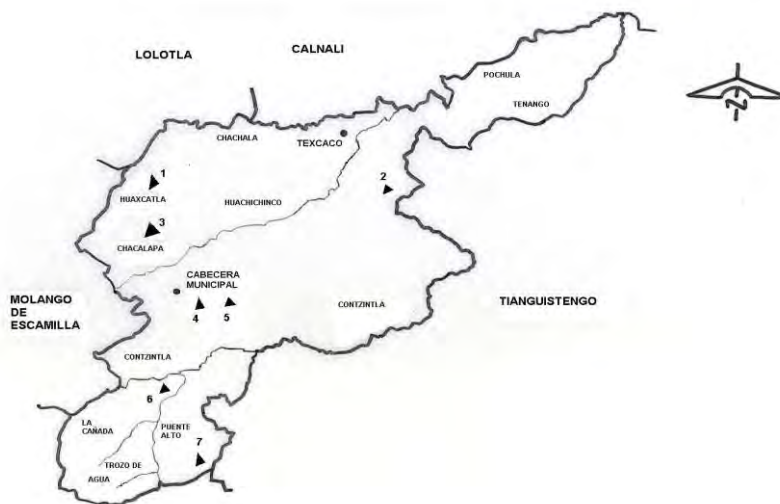 LOLOTLA
CALNALI
POCHULA
TENANGO
CHACHALA
TEXCACO
N
1
2
HUAXCATLA
HUACHICHINCO
3
CHACALAPA
CABECERA
MUNICIPAL
MOLANGO
DE
ESCAMILLA
4
5
CONTZINTLA
TIANGUISTENGO
CONTZINTLA
6
LA
CAÑADA
PUENTE
ALTO
7
TROZO DE
AGUA